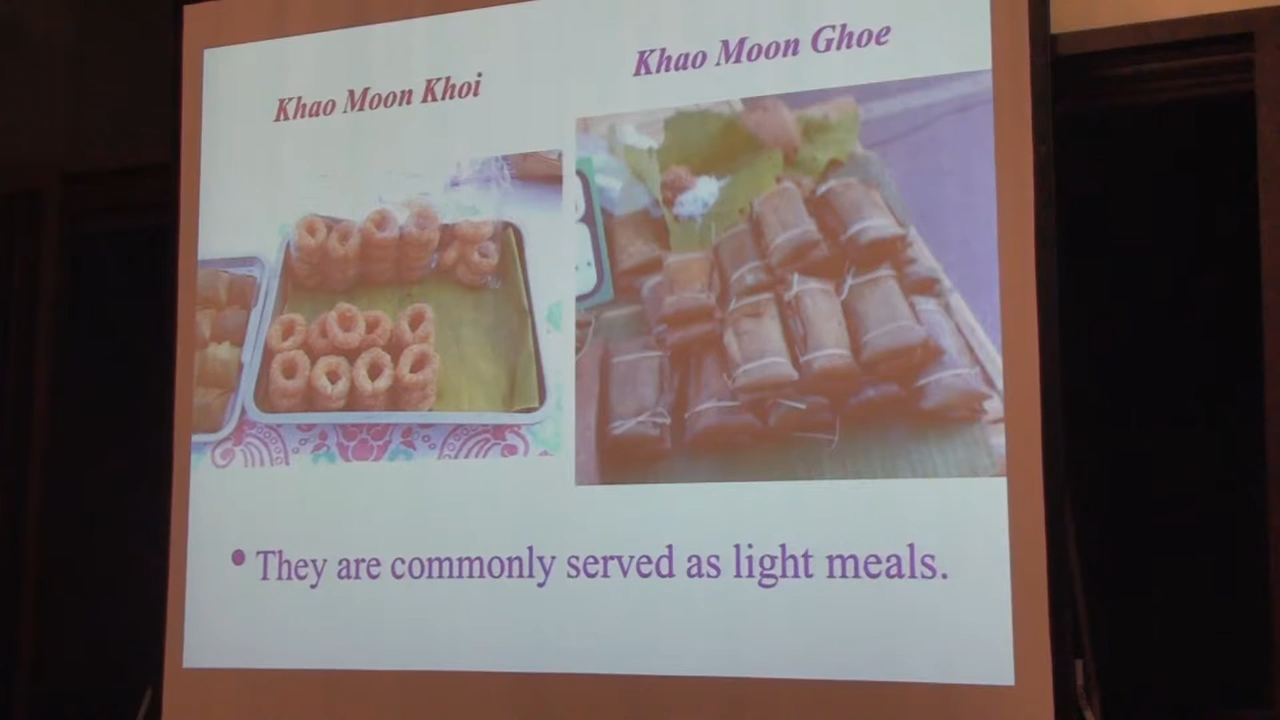 Khao Moon Khoi
Khao Moon Ghoe
• They are commonly served as light meals.